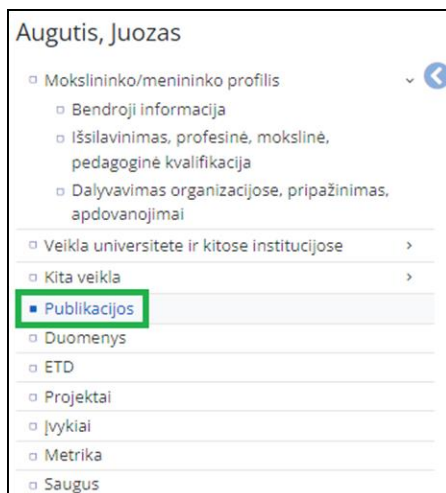 Augutis, Juozas
Mokslininko/menininko profilis
Bendroji informacija
Išsilavinimas, profesinė, mokslinė,
pedagoginė kvalifikacija
Dalyvavimas organizacijose, pripažinimas,
apdovanojimai
Veikla universitete ir kitose institucijose
Kita veikla
Publikacijos
Duomenys
ETD
Projektai
Įvykiai
Metrika
Saugus